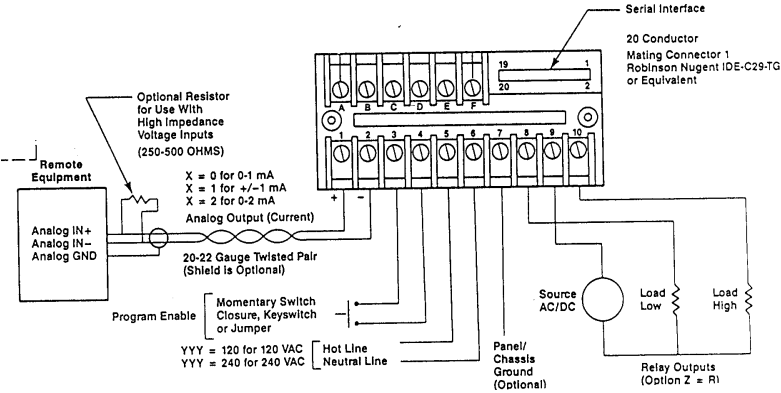 Serial Interface
20 Conductor
Mating Connector 1
Robinson Nugent IDE-C29-TG
or Equivalent
19 1
20 2
A B C D E F
1 2 3 4 5 6 7 8 9 10
+ −
Optional Resistor
for Use With
High Impedance
Voltage Inputs
(250-500 OHMS)
Remote
Equipment
X = 0 for 0-1 mA
X = 1 for +/-1 mA
X = 2 for 0-2 mA
Analog Output (Current)
Analog IN+
Analog IN−
Analog GND
20-22 Gauge Twisted Pair
(Shield is Optional)
Program Enable
Momentary Switch
Closure, Keyswitch
or Jumper
YYY = 120 for 120 VAC
YYY = 240 for 240 VAC
Hot Line
Neutral Line
Panel/
Chassis
Ground
(Optional)
Source
AC/DC
Load
Low
Load
High
Relay Outputs
(Option Z = R)